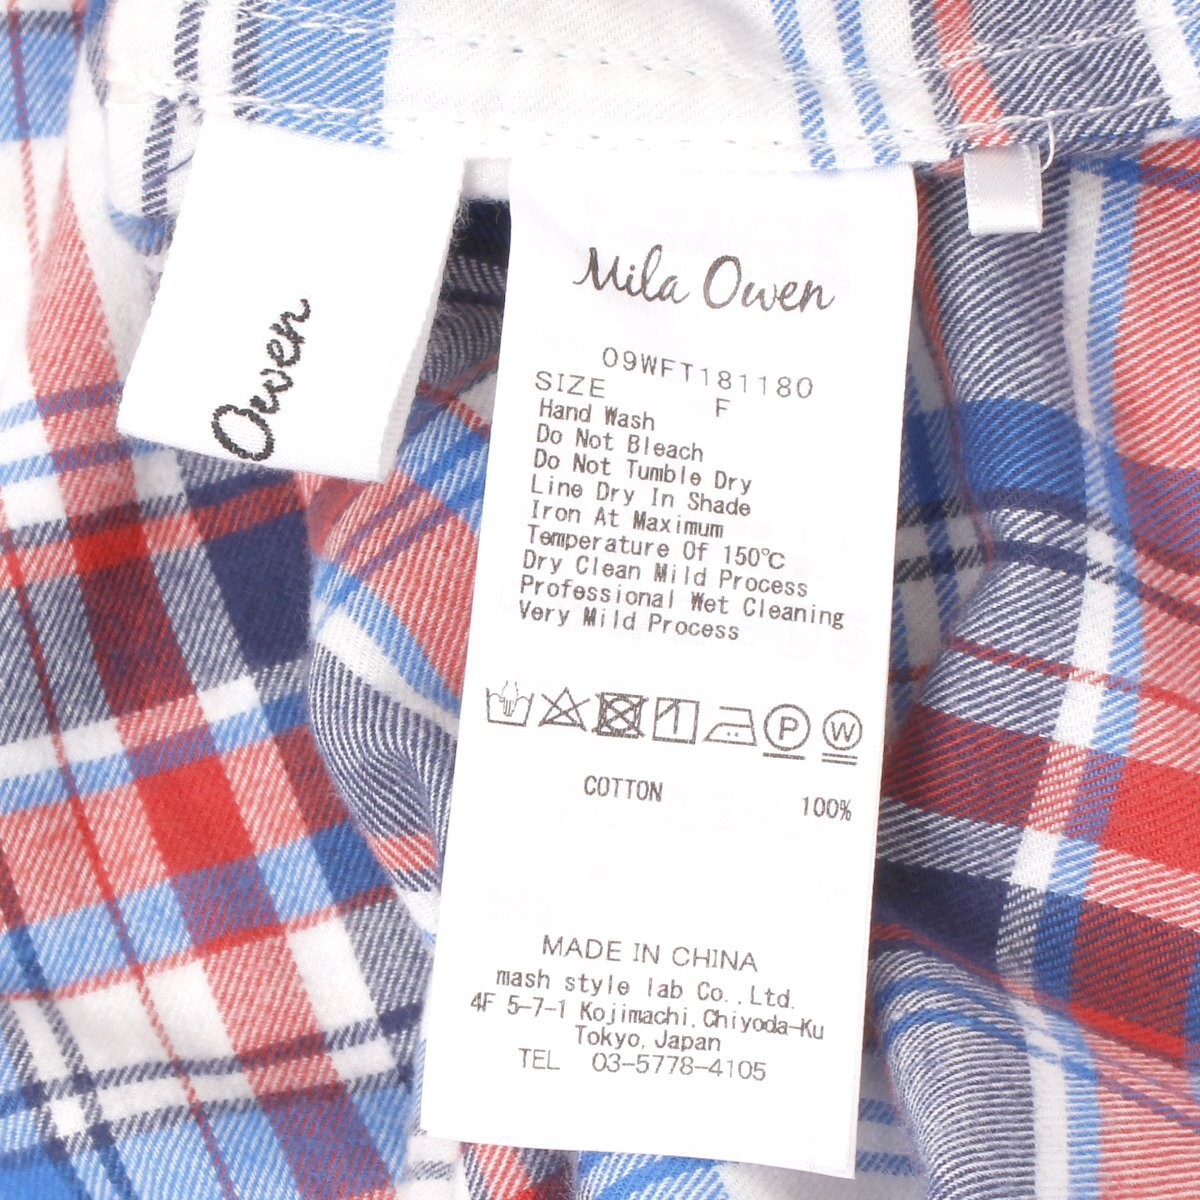 Owen
Mila Owen
09WFT181180
SIZE F
Hand Wash
Do Not Bleach
Do Not Tumble Dry
Line Dry In Shade
Iron At Maximum
Temperature Of 150℃
Dry Clean Mild Process
Professional Wet Cleaning
Very Mild Process
P
W
COTTON 100%
MADE IN CHINA
mash style lab Co.,Ltd.
4F 5-7-1 Kojimachi,Chiyoda-Ku
Tokyo,Japan
TEL 03-5778-4105